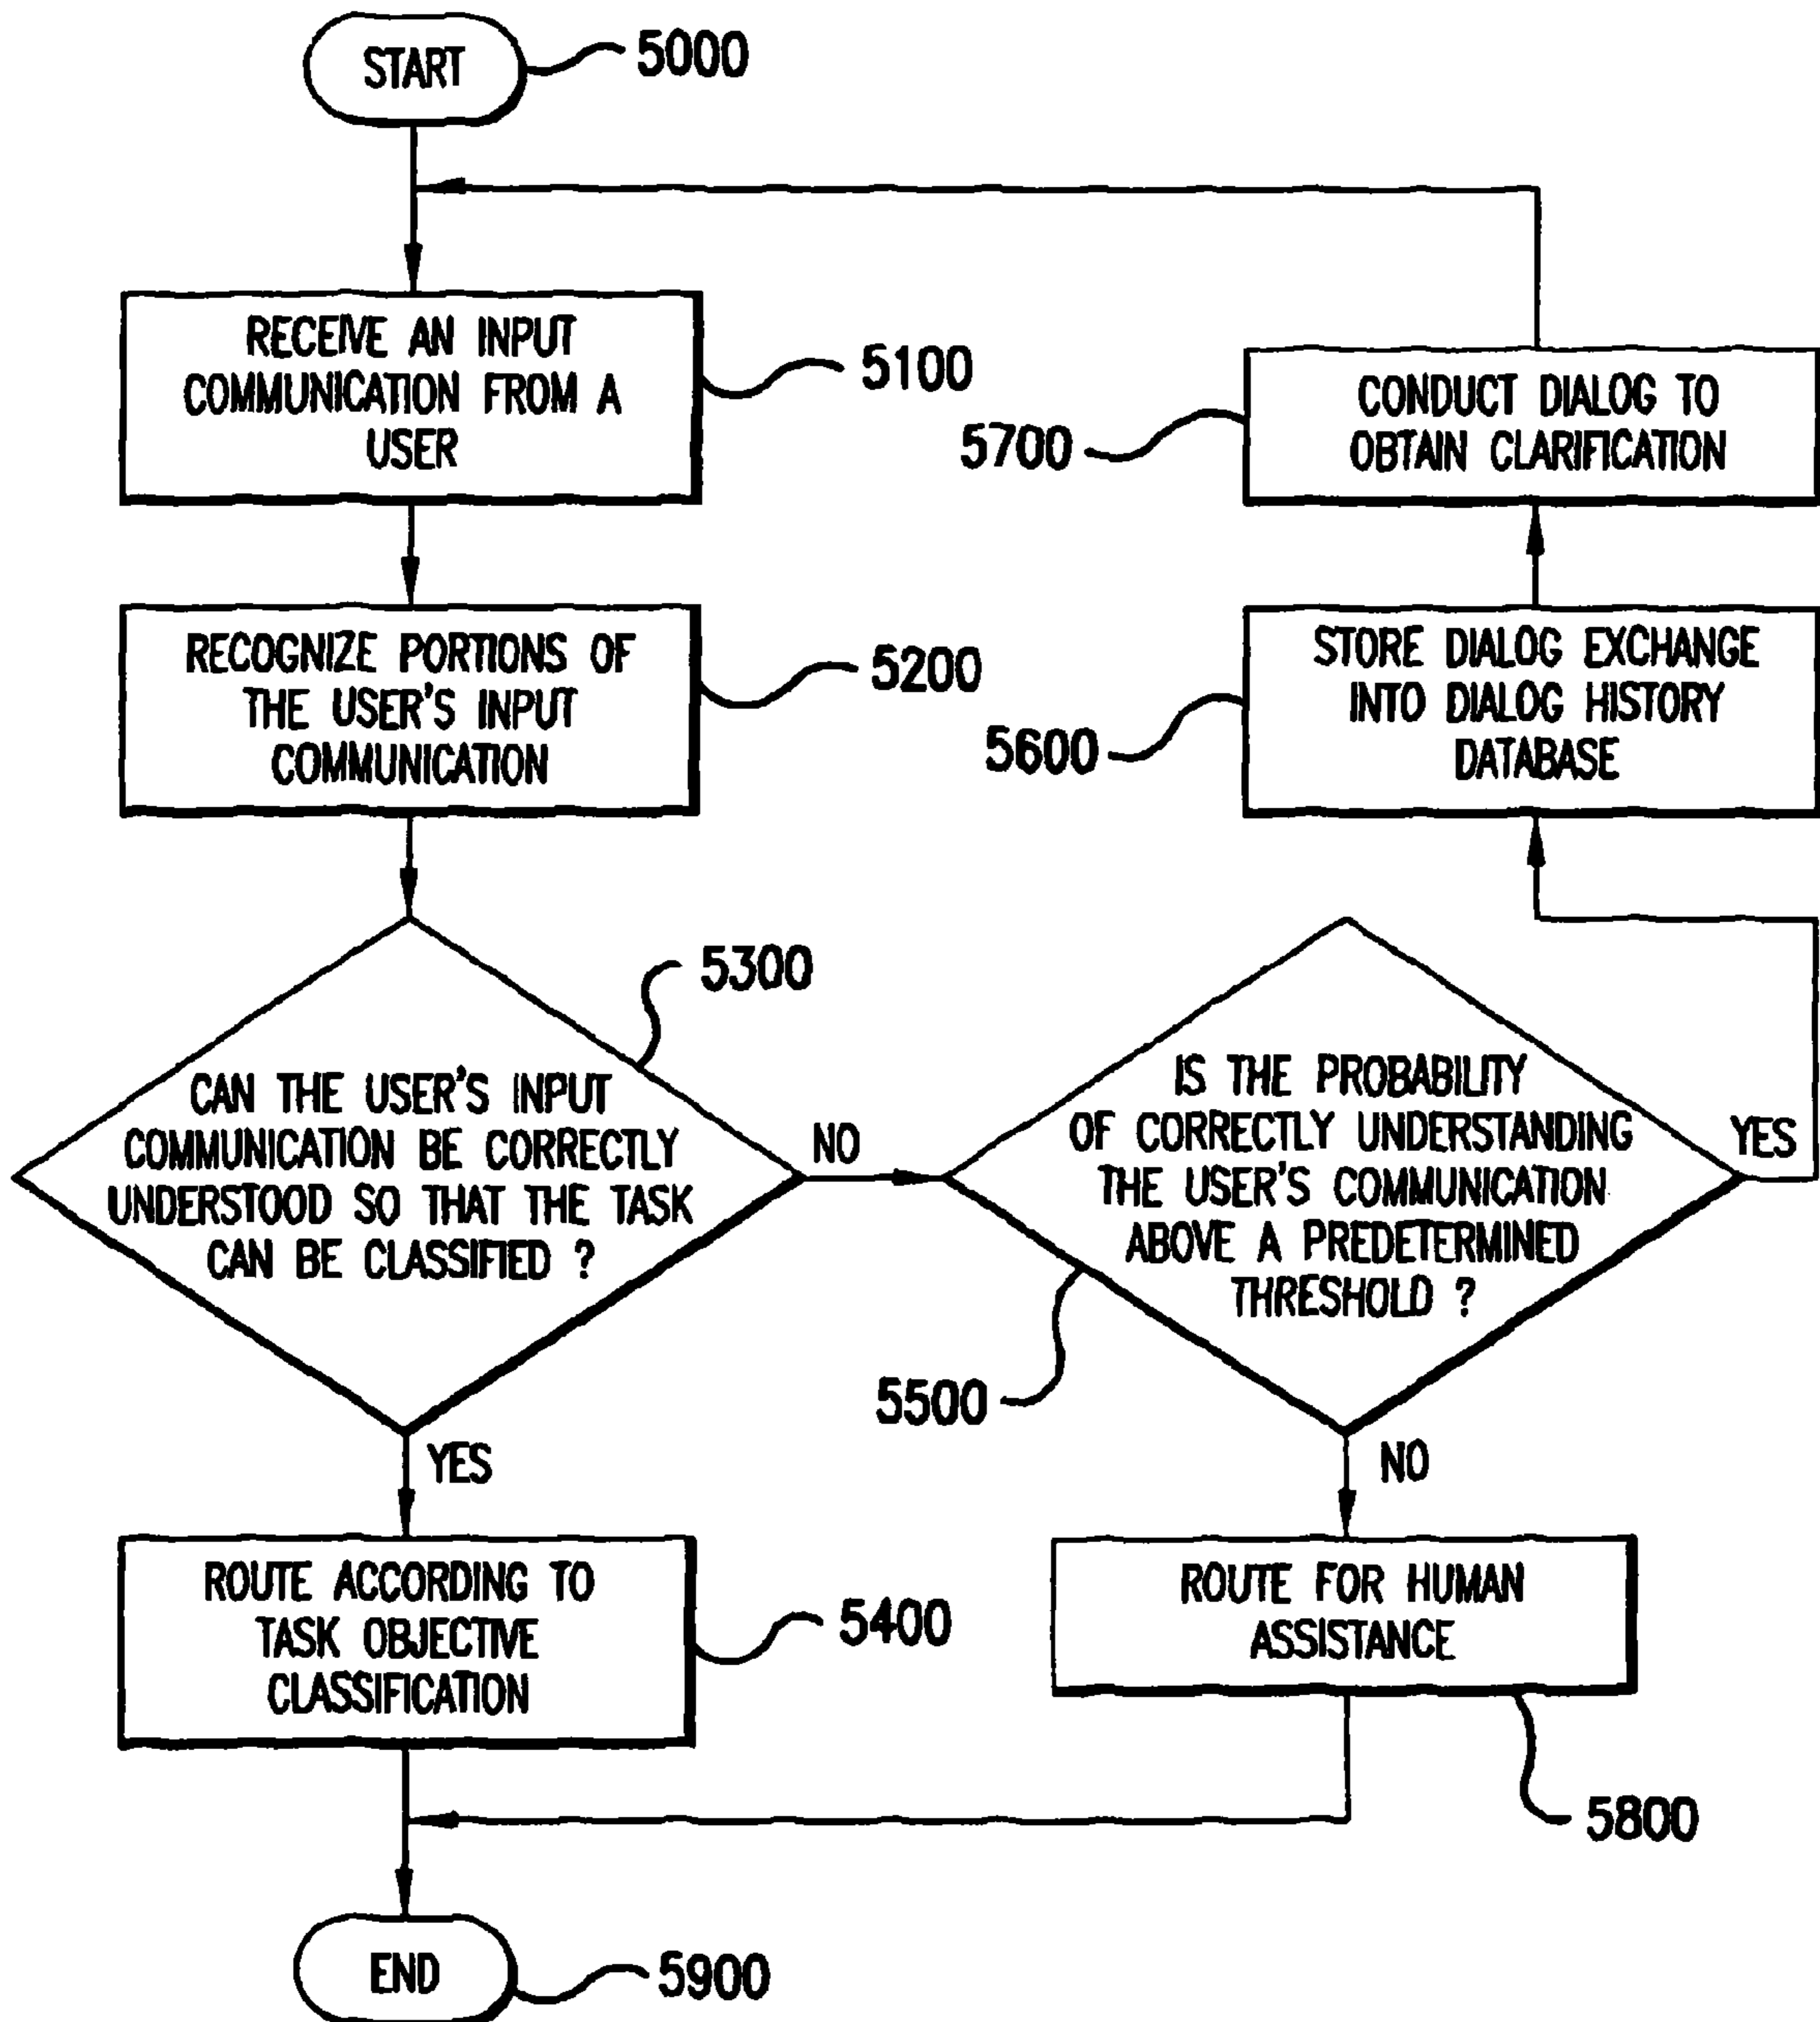 START
5000
RECEIVE AN INPUT
COMMUNICATION FROM A
USER
5100
CONDUCT DIALOG TO
OBTAIN CLARIFICATION
5700
RECOGNIZE PORTIONS OF
THE USER'S INPUT
COMMUNICATION
5200
STORE DIALOG EXCHANGE
INTO DIALOG HISTORY
DATABASE
5600
5300
CAN THE USER'S INPUT
COMMUNICATION BE CORRECTLY
UNDERSTOOD SO THAT THE TASK
CAN BE CLASSIFIED ?
NO
IS THE PROBABILITY
OF CORRECTLY UNDERSTANDING
THE USER'S COMMUNICATION
ABOVE A PREDETERMINED
THRESHOLD ?
YES
5500
YES
NO
ROUTE ACCORDING TO
TASK OBJECTIVE
CLASSIFICATION
5400
ROUTE FOR HUMAN
ASSISTANCE
5800
END
5900